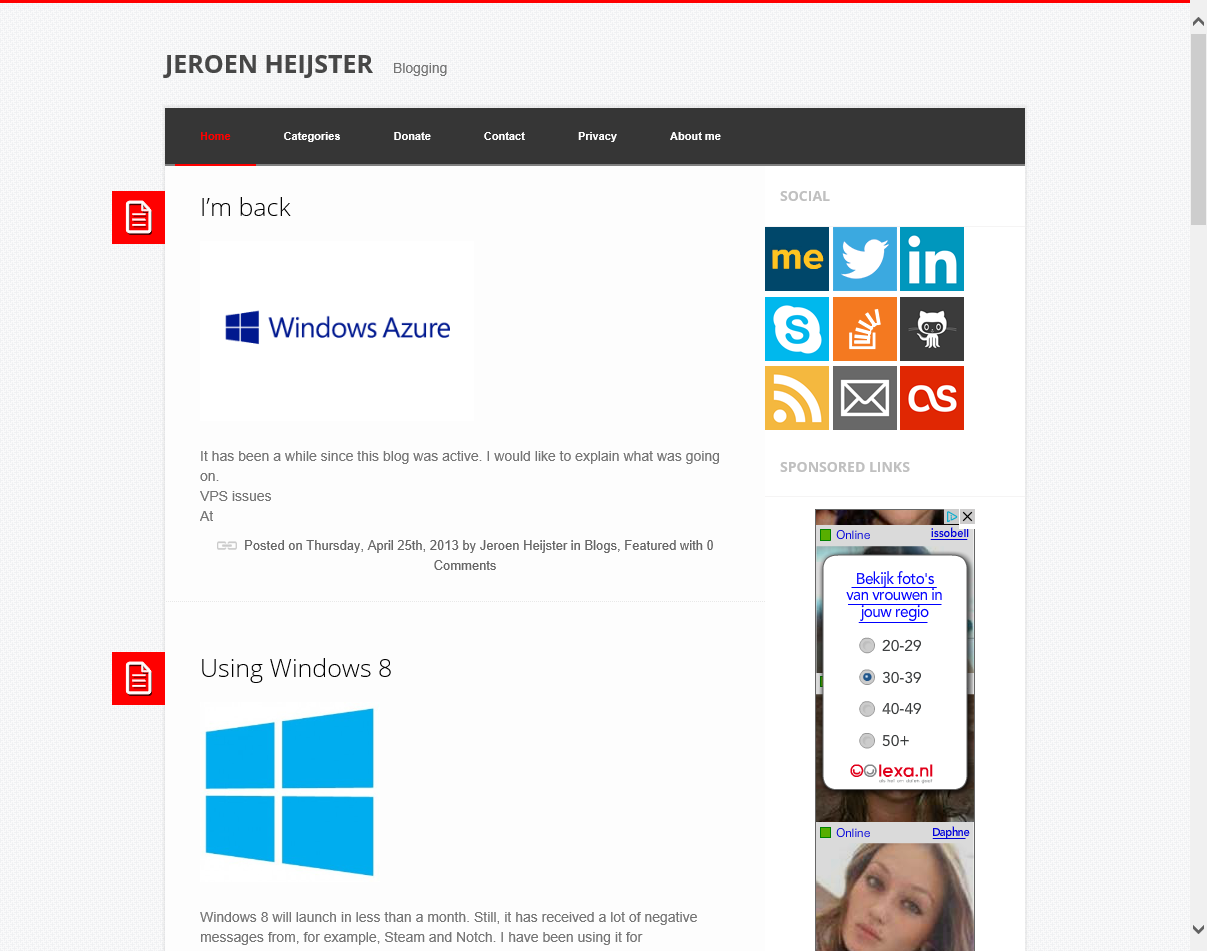 JEROEN HEIJSTER Blogging
Home Categories Donate Contact Privacy About me
I'm back
Windows Azure
It has been a while since this blog was active. I would like to explain what was going
on.
VPS issues
At
Posted on Thursday, April 25th, 2013 by Jeroen Heijster in Blogs, Featured with 0
Comments
Using Windows 8
Windows 8 will launch in less than a month. Still, it has received a lot of negative
messages from, for example, Steam and Notch. I have been using it for
SOCIAL
me
in
S
as
SPONSORED LINKS
Online issobell
Bekijk foto's
van vrouwen in
jouw regio
20-29
30-39
40-49
50+
lexa.nl
Online Daphne